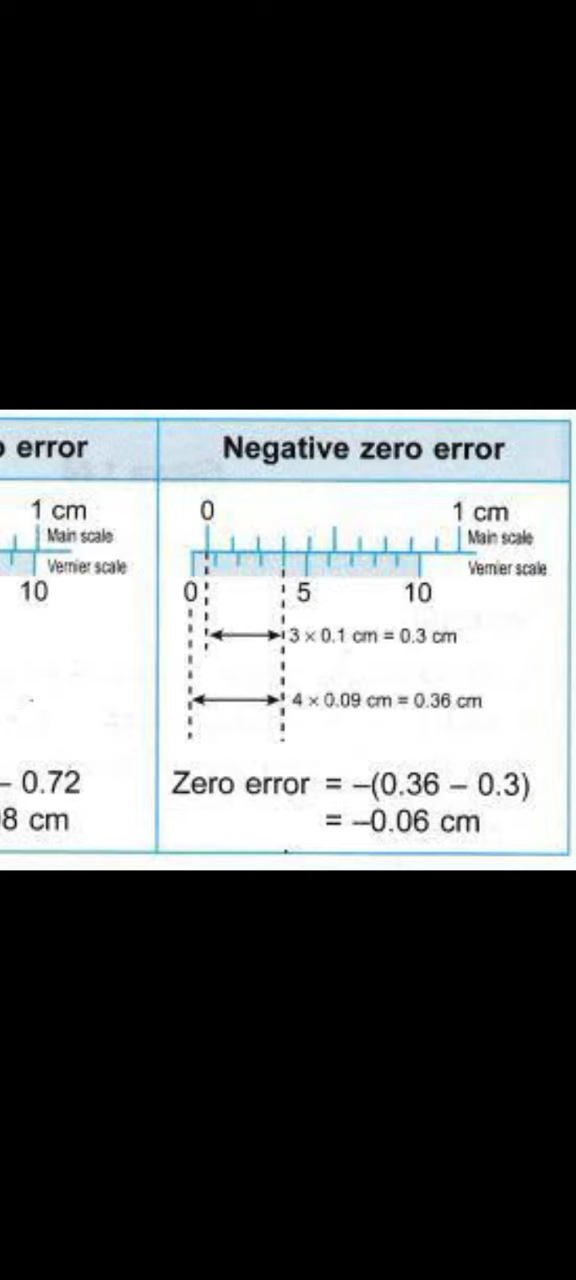 error
Negative zero error
1 cm
Main scale
Vernier scale
10
0
1 cm
Main scale
Vernier scale
0
5
10
3 × 0.1 cm = 0.3 cm
4 × 0.09 cm = 0.36 cm
– 0.72
8 cm
Zero error = –(0.36 – 0.3)
= –0.06 cm